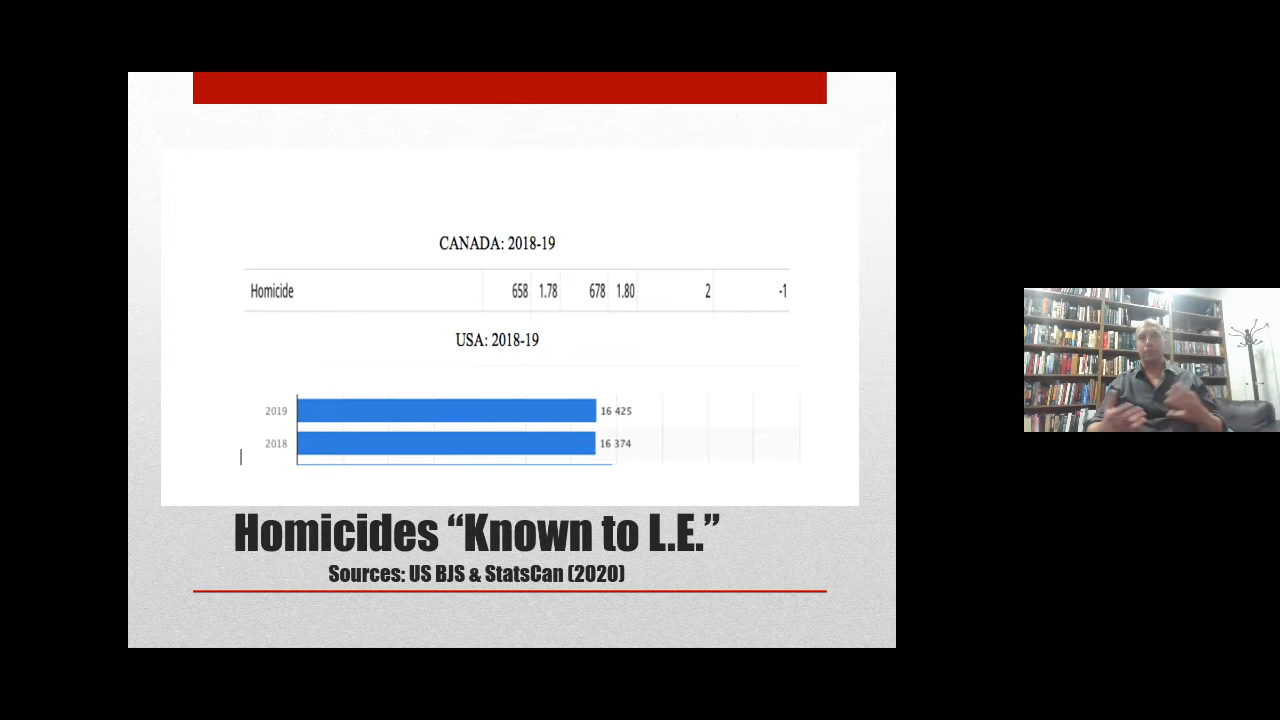 CANADA: 2018-19
Homicide 658 1.78 678 1.80 2 -1
USA: 2018-19
2019 16 425
2018 16 374
Homicides “Known to L.E.”
Sources: US BJS & StatsCan (2020)